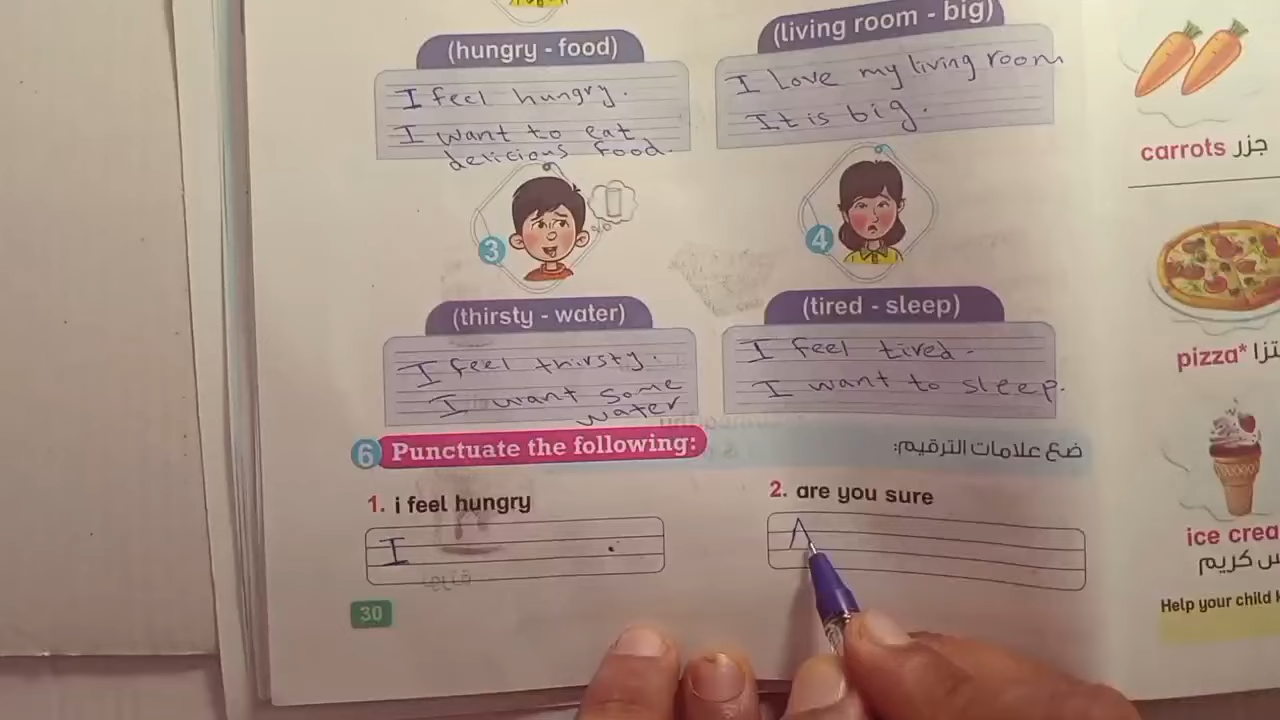 (hungry - food)
I feel hungry.
I want to eat
delicious food.
(living room - big)
I love my living room
It is big.
carrots جزر
3
4
(thirsty - water)
I feel thirsty.
I want some
water
(tired - sleep)
I feel tired.
I want to sleep.
pizza*
6 Punctuate the following:
ضع علامات الترقيم:
1. i feel hungry
I .
2. are you sure
A
ice crea
س كريم
30
Help your child